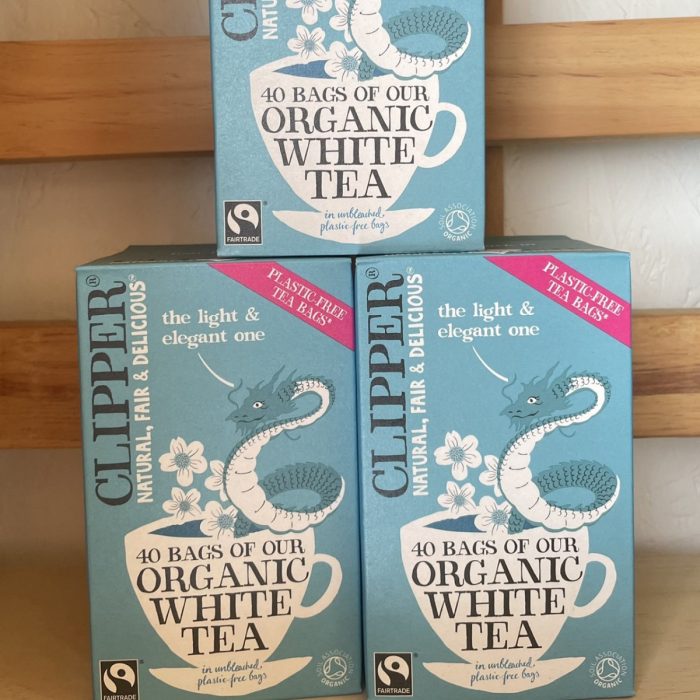 40 BAGS OF OUR
ORGANIC
WHITE
TEA
in unbleached,
plastic-free bags
FAIRTRADE
SOIL ASSOCIATION
ORGANIC
CLIPPER®
NATURAL, FAIR & DELICIOUS
PLASTIC-FREE
TEA BAGS*
the light &
elegant one
40 BAGS OF OUR
ORGANIC
WHITE
TEA
in unbleached,
plastic-free bags
FAIRTRADE
SOIL ASSOCIATION
ORGANIC
CLIPPER®
NATURAL, FAIR & DELICIOUS
PLASTIC-FREE
TEA BAGS*
the light &
elegant one
40 BAGS OF OUR
ORGANIC
WHITE
TEA
in unbleached,
plastic-free bags
FAIRTRADE
SOIL ASSOCIATION
ORGANIC